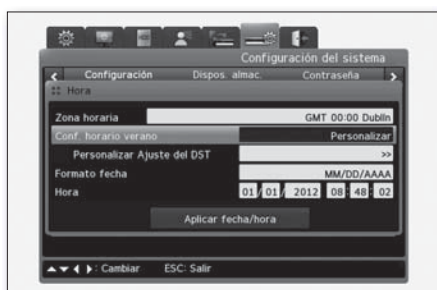 Configuración del sistema
Configuración Dispos. almac. Contraseña
Hora
Zona horaria GMT 00:00 Dublin
Conf. horario verano Personalizar
Personalizar Ajuste del DST >>
Formato fecha MM/DD/AAAA
Hora 01/ 01/ 2012 08: 48: 02
Aplicar fecha/hora
: Cambiar ESC: Salir